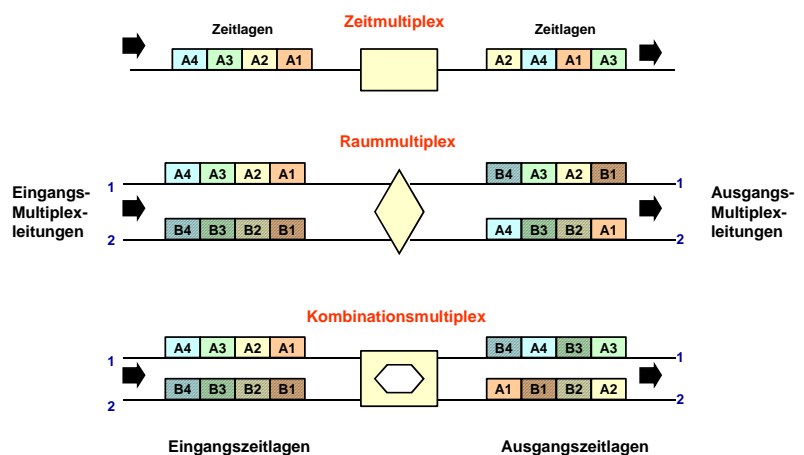 Zeitmultiplex
Zeitlagen Zeitlagen
A4 A3 A2 A1 A2 A4 A1 A3
Raummultiplex
1 A4 A3 A2 A1 B4 A3 A2 B1 1
Eingangs-
Multiplex-
leitungen
Ausgangs-
Multiplex-
leitungen
2 B4 B3 B2 B1 A4 B3 B2 A1 2
Kombinationsmultiplex
1 A4 A3 A2 A1 B4 A4 B3 A3 1
2 B4 B3 B2 B1 A1 B1 B2 A2 2
Eingangszeitlagen Ausgangszeitlagen